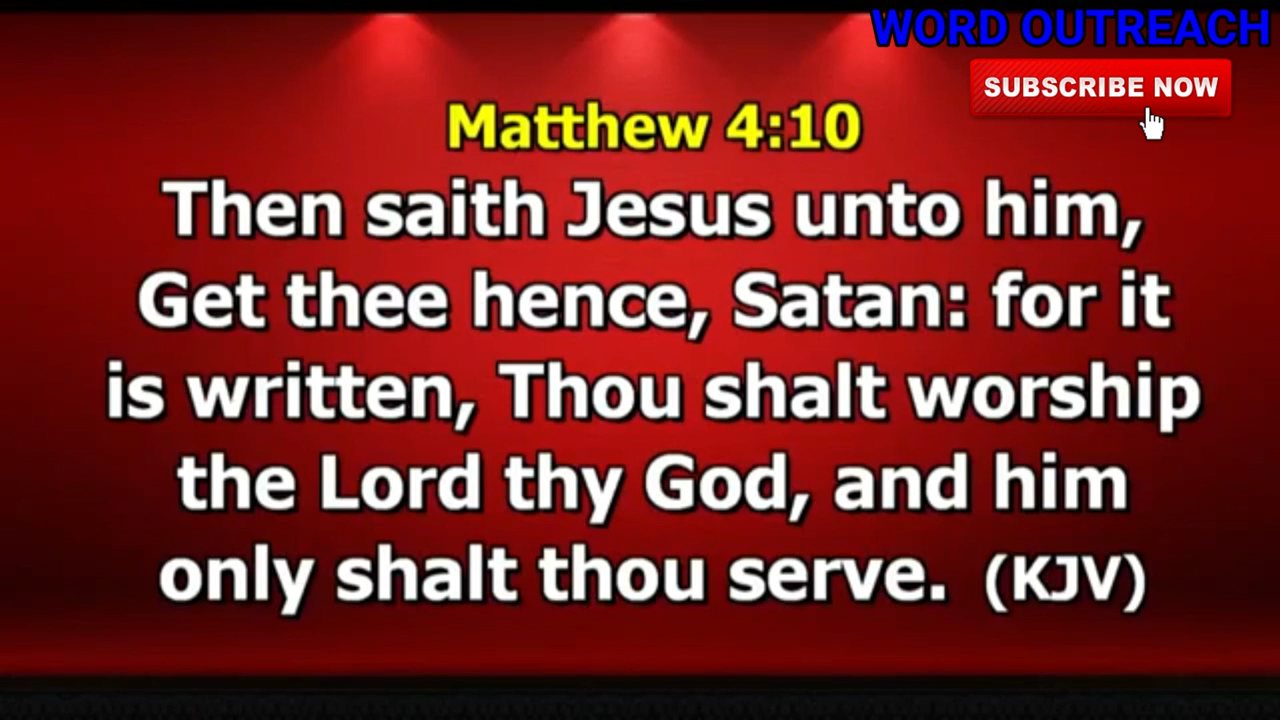 WORD OUTREACH
SUBSCRIBE NOW
Matthew 4:10
Then saith Jesus unto him,
Get thee hence, Satan: for it
is written, Thou shalt worship
the Lord thy God, and him
only shalt thou serve. (KJV)